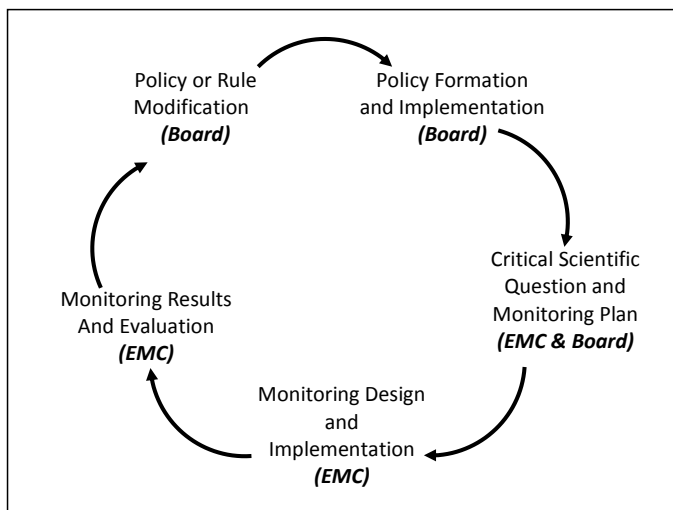 Policy or Rule
Modification
(Board)
Policy Formation
and Implementation
(Board)
Critical Scientific
Question and
Monitoring Plan
(EMC & Board)
Monitoring Design
and
Implementation
(EMC)
Monitoring Results
And Evaluation
(EMC)